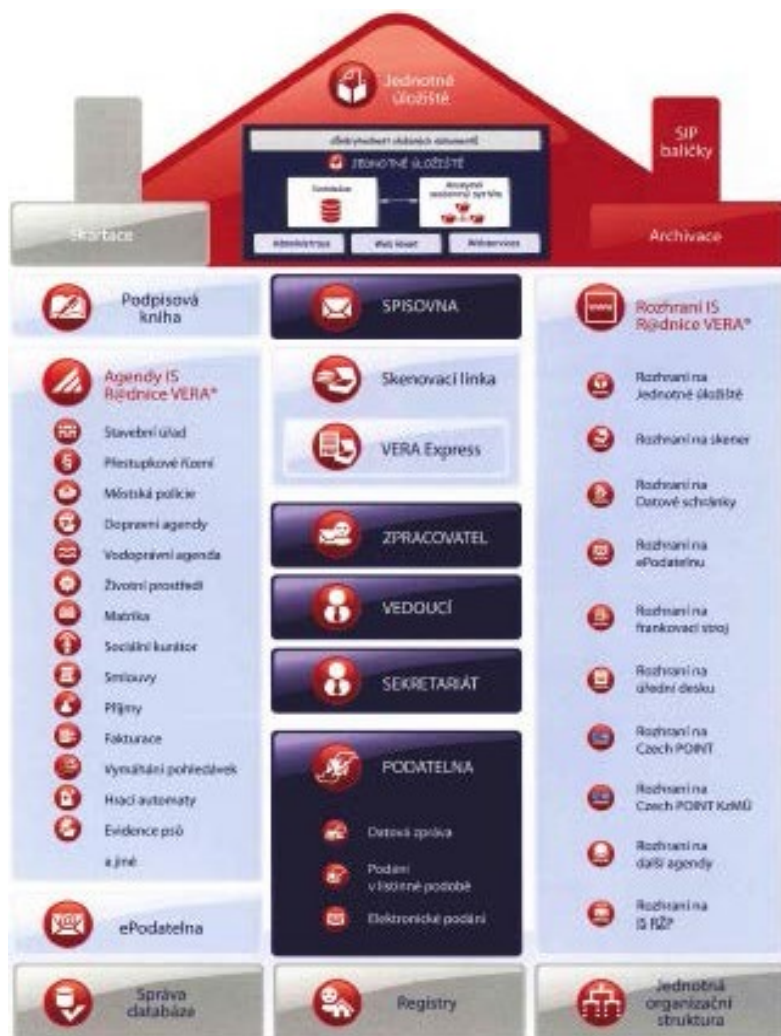 Jednotné
úložiště
SIP
balíčky
JEDNOTNÉ ÚLOŽIŠTĚ
Databáze
Administrace
Webservices
Skartace
Archivace
Podpisová
kniha
Agendy IS
R@dnice VERA®
Stavební úřad
Přestupkové řízení
Městská policie
Dopravní agendy
Vodoprávní agenda
Životní prostředí
Matrika
Sociální kurátor
Smlouvy
Příjmy
Fakturace
Vymáhání pohledávek
Hrací automaty
Evidence psů
a jiné
ePodatelna
SPISOVNA
Skenovací linka
VERA Express
ZPRACOVATEL
VEDOUCÍ
SEKRETARIÁT
PODATELNA
Datová zpráva
Podání
v listinné podobě
Elektronické podání
www
Rozhraní IS
R@dnice VERA®
Rozhraní na
Jednotné úložiště
Rozhraní na skener
Rozhraní na
Datové schránky
Rozhraní na
ePodatelnu
Rozhraní na
frankovací stroj
Rozhraní na
úřední desku
Rozhraní na
Czech POINT
Rozhraní na
Czech POINT KzMÚ
Rozhraní na
další agendy
Rozhraní na
IS RŽP
Správa
databáze
Registry
Jednotná
organizační
struktura